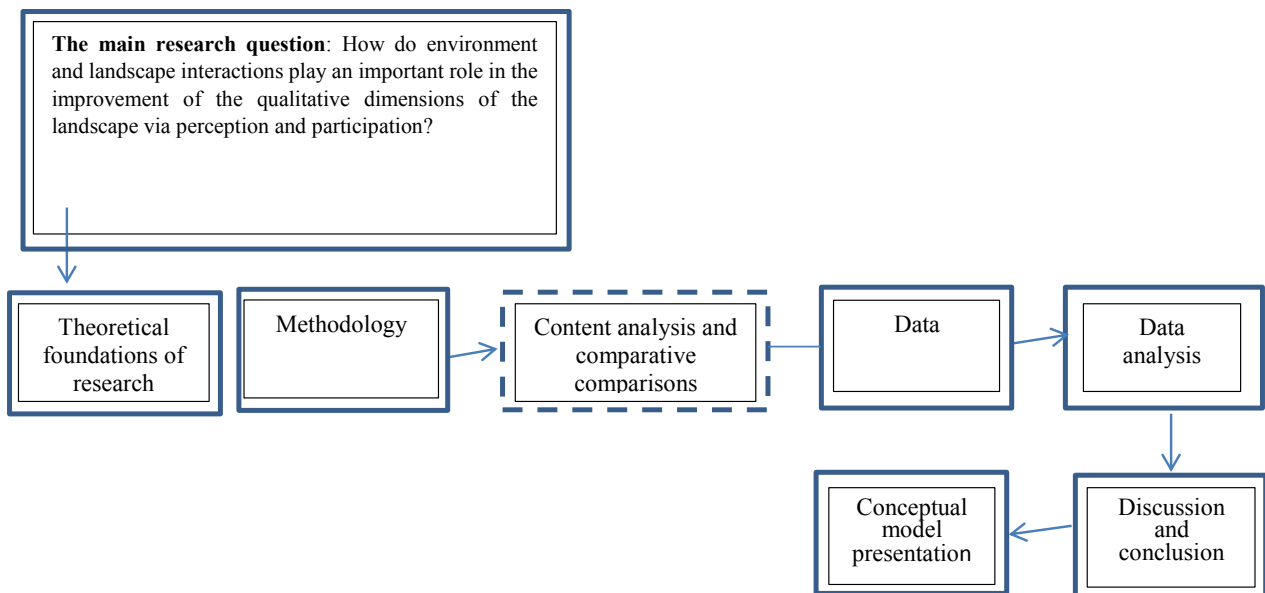 The main research question: How do environment
and landscape interactions play an important role in the
improvement of the qualitative dimensions of the
landscape via perception and participation?
Theoretical
foundations of
research
Methodology
Content analysis and
comparative
comparisons
Data
Data
analysis
Conceptual
model
presentation
Discussion
and
conclusion